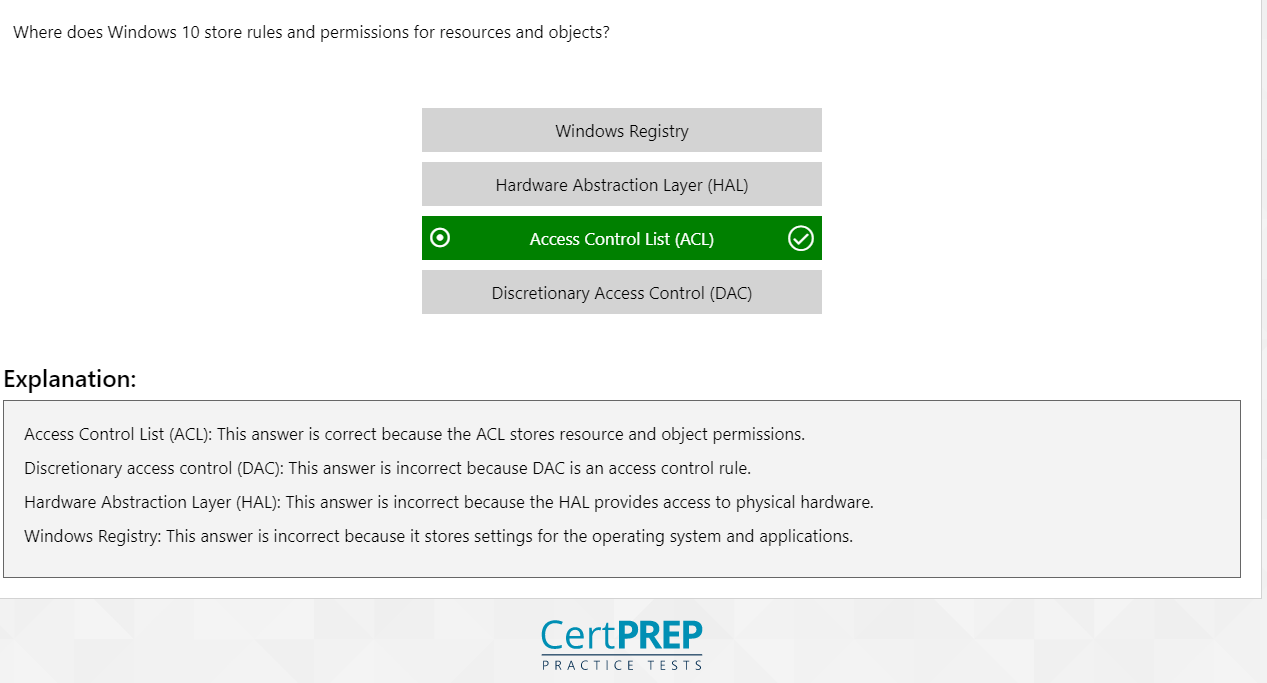 Where does Windows 10 store rules and permissions for resources and objects?
Windows Registry
Hardware Abstraction Layer (HAL)
Access Control List (ACL)
Discretionary Access Control (DAC)
Explanation:
Access Control List (ACL): This answer is correct because the ACL stores resource and object permissions.
Discretionary access control (DAC): This answer is incorrect because DAC is an access control rule.
Hardware Abstraction Layer (HAL): This answer is incorrect because the HAL provides access to physical hardware.
Windows Registry: This answer is incorrect because it stores settings for the operating system and applications.
CertPREP
PRACTICE TESTS